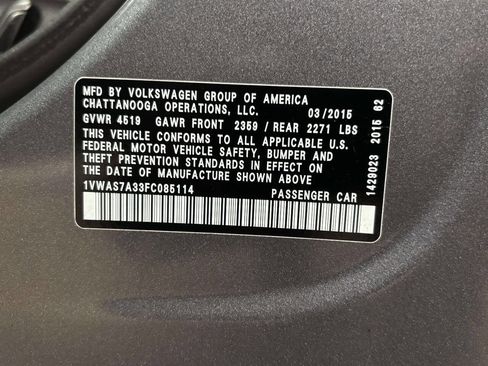 MFD BY VOLKSWAGEN GROUP OF AMERICA
CHATTANOOGA OPERATIONS, LLC. 03/2015
GVWR 4519 GAWR FRONT 2359 / REAR 2271 LBS
THIS VEHICLE CONFORMS TO ALL APPLICABLE U.S.
FEDERAL MOTOR VEHICLE SAFETY, BUMPER AND
THEFT PREVENTION STANDARDS IN EFFECT ON
THE DATE OF MANUFACTURE SHOWN ABOVE.
1VWAS7A33FC085114 PASSENGER CAR
1429023 2015 62